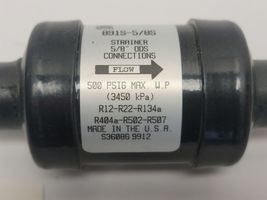 891S-5/8S
STRAINER
5/8" ODS
CONNECTIONS
FLOW
500 PSIG MAX. W.P
(3450 kPa)
R12-R22-R134a
R404a-R502-R507
MADE IN THE U.S.A.
S36086 9912